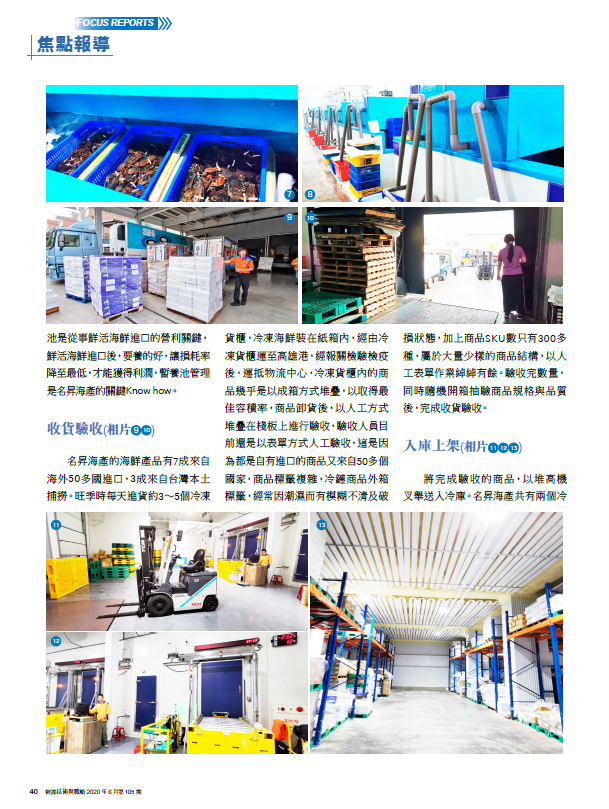 FOCUS REPORTS
焦點報導
7
8
9
10
池是從事鮮活海鮮進口的營利關鍵，
鮮活海鮮進口後，要養的好，讓損耗率
降至最低，才能獲得利潤，暫養池管理
是名昇海產的關鍵Know how。
收貨驗收(相片9 10)
名昇海產的海鮮產品有7成來自
海外50多國進口，3成來自台灣本土
捕撈。旺季時每天進貨約3～5個冷凍
貨櫃，冷凍海鮮裝在紙箱內，經由冷
凍貨櫃運至高雄港，經報關檢驗檢疫
後，運抵物流中心，冷凍貨櫃內的商
品幾乎是以成箱方式堆疊，以取得最
佳容積率，商品卸貨後，以人工方式
堆疊在棧板上進行驗收，驗收人員目
前還是以表單方式人工驗收，這是因
為都是自有進口的商品又來自50多個
國家，商品標籤複雜，冷鏈商品外箱
標籤，經常因潮濕而有模糊不清及破
損狀態，加上商品SKU數只有300多
種，屬於大量少樣的商品結構，以人
工表單作業綽綽有餘。驗收完數量，
同時隨機開箱抽驗商品規格與品質
後，完成收貨驗收。
入庫上架(相片11 12 13)
將完成驗收的商品，以堆高機
叉舉送人冷庫。名昇海產共有兩個冷
11
12
13
40 物流技術與戰略 2020 年 6 月第 105 期